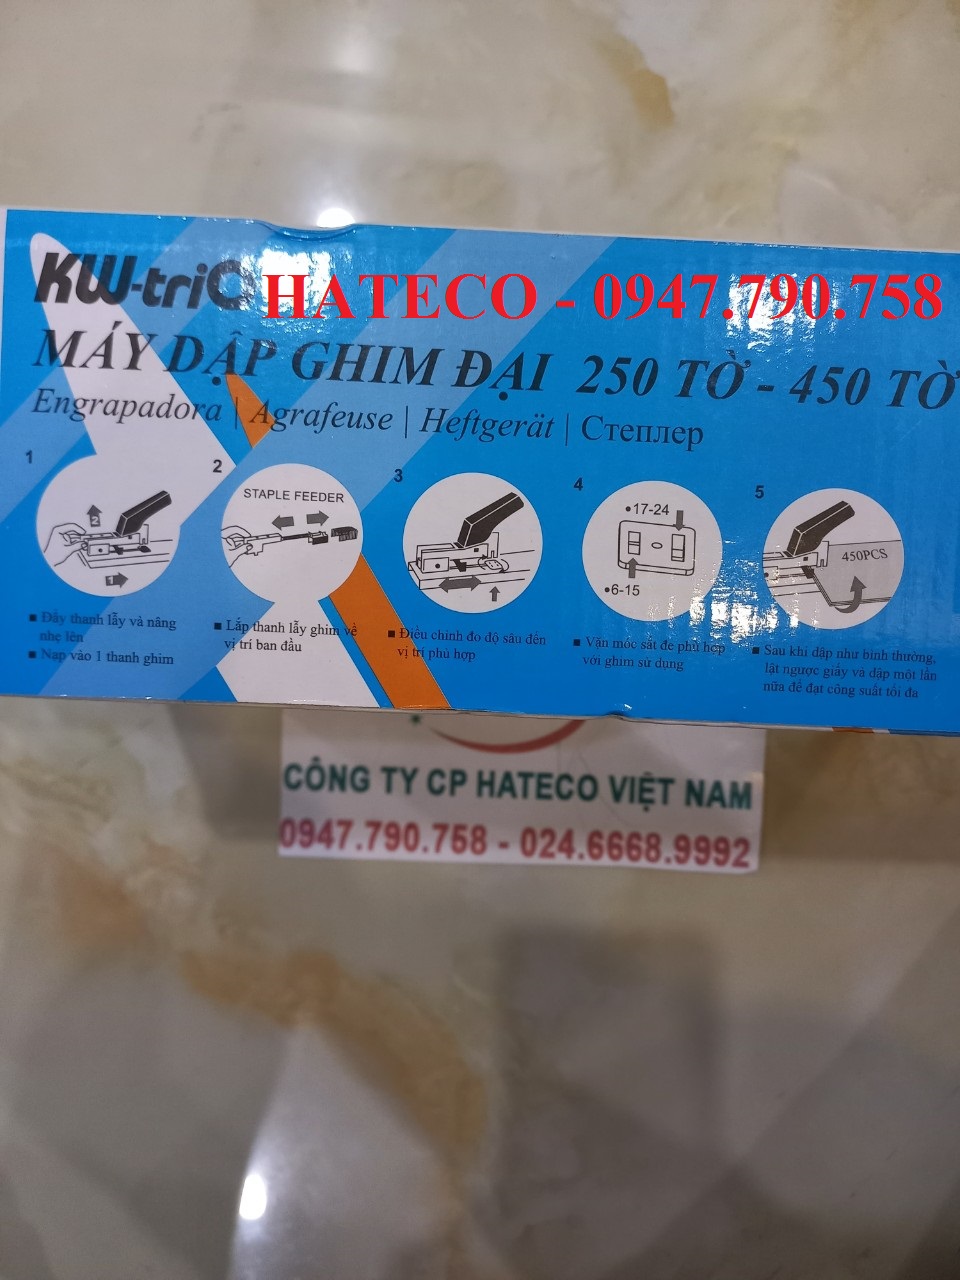 KW-triO
HATECO - 0947.790.758
MÁY DẬP GHIM ĐẠI 250 TỜ - 450 TỜ
Engrapadora | Agrafeuse | Heftgerät | Степлер
1
2
1
■ Đẩy thanh lẫy và nâng
nhẹ lên
■ Nạp vào 1 thanh ghim
2
STAPLE FEEDER
■ Lắp thanh lẫy ghim về
vị trí ban đầu
3
■ Điều chỉnh đo độ sâu đến
vị trí phù hợp
4
•17-24
•6-15
■ Vặn móc sắt đe phù hợp
với ghim sử dụng
5
450PCS
■ Sau khi dập như bình thường,
lật ngược giấy và dập một lần
nữa để đạt công suất tối đa
CÔNG TY CP HATECO VIỆT NAM
0947.790.758 - 024.6668.9992